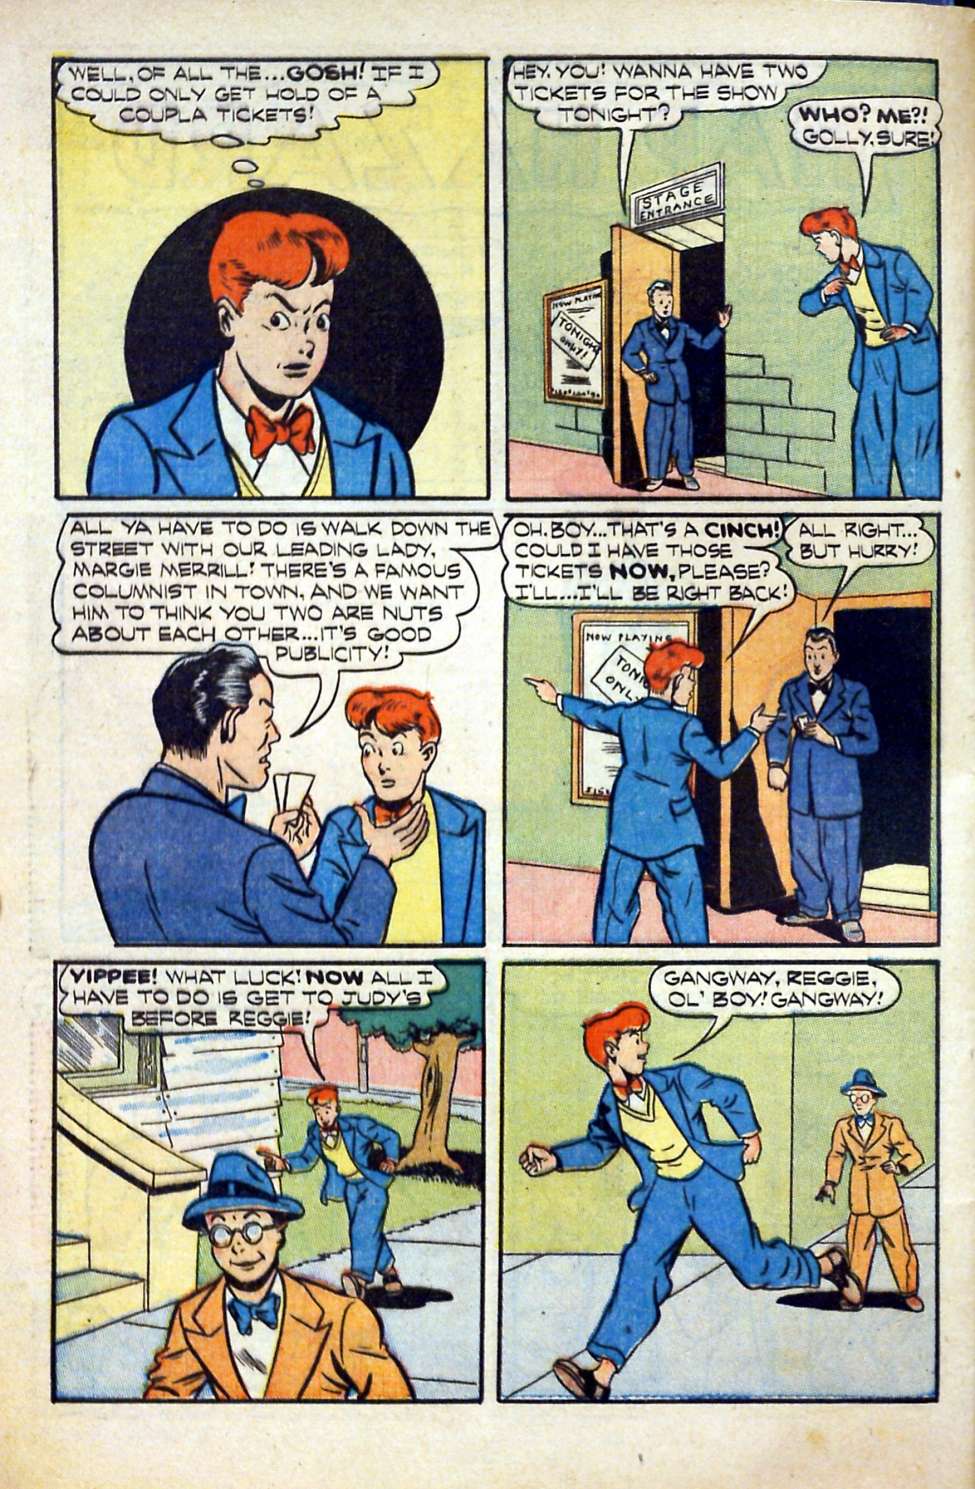 WELL, OF ALL THE...GOSH! IF I
COULD ONLY GET HOLD OF A
COUPLA TICKETS!
HEY, YOU! WANNA HAVE TWO
TICKETS FOR THE SHOW
TONIGHT?
WHO? ME?!
GOLLY, SURE!
STAGE
ENTRANCE
NOW PLAYING
TONIGHT
ONLY!
ALL YA HAVE TO DO IS WALK DOWN THE
STREET WITH OUR LEADING LADY,
MARGIE MERRILL! THERE'S A FAMOUS
COLUMNIST IN TOWN, AND WE WANT
HIM TO THINK YOU TWO ARE NUTS
ABOUT EACH OTHER...IT'S GOOD
PUBLICITY!
OH, BOY...THAT'S A CINCH!
COULD I HAVE THOSE
TICKETS NOW, PLEASE?
I'LL...I'LL BE RIGHT BACK!
ALL RIGHT...
BUT HURRY!
NOW PLAYING
TONI
ONLY
YIPPEE! WHAT LUCK! NOW ALL I
HAVE TO DO IS GET TO JUDY'S
BEFORE REGGIE!
GANGWAY, REGGIE,
OL' BOY! GANGWAY!